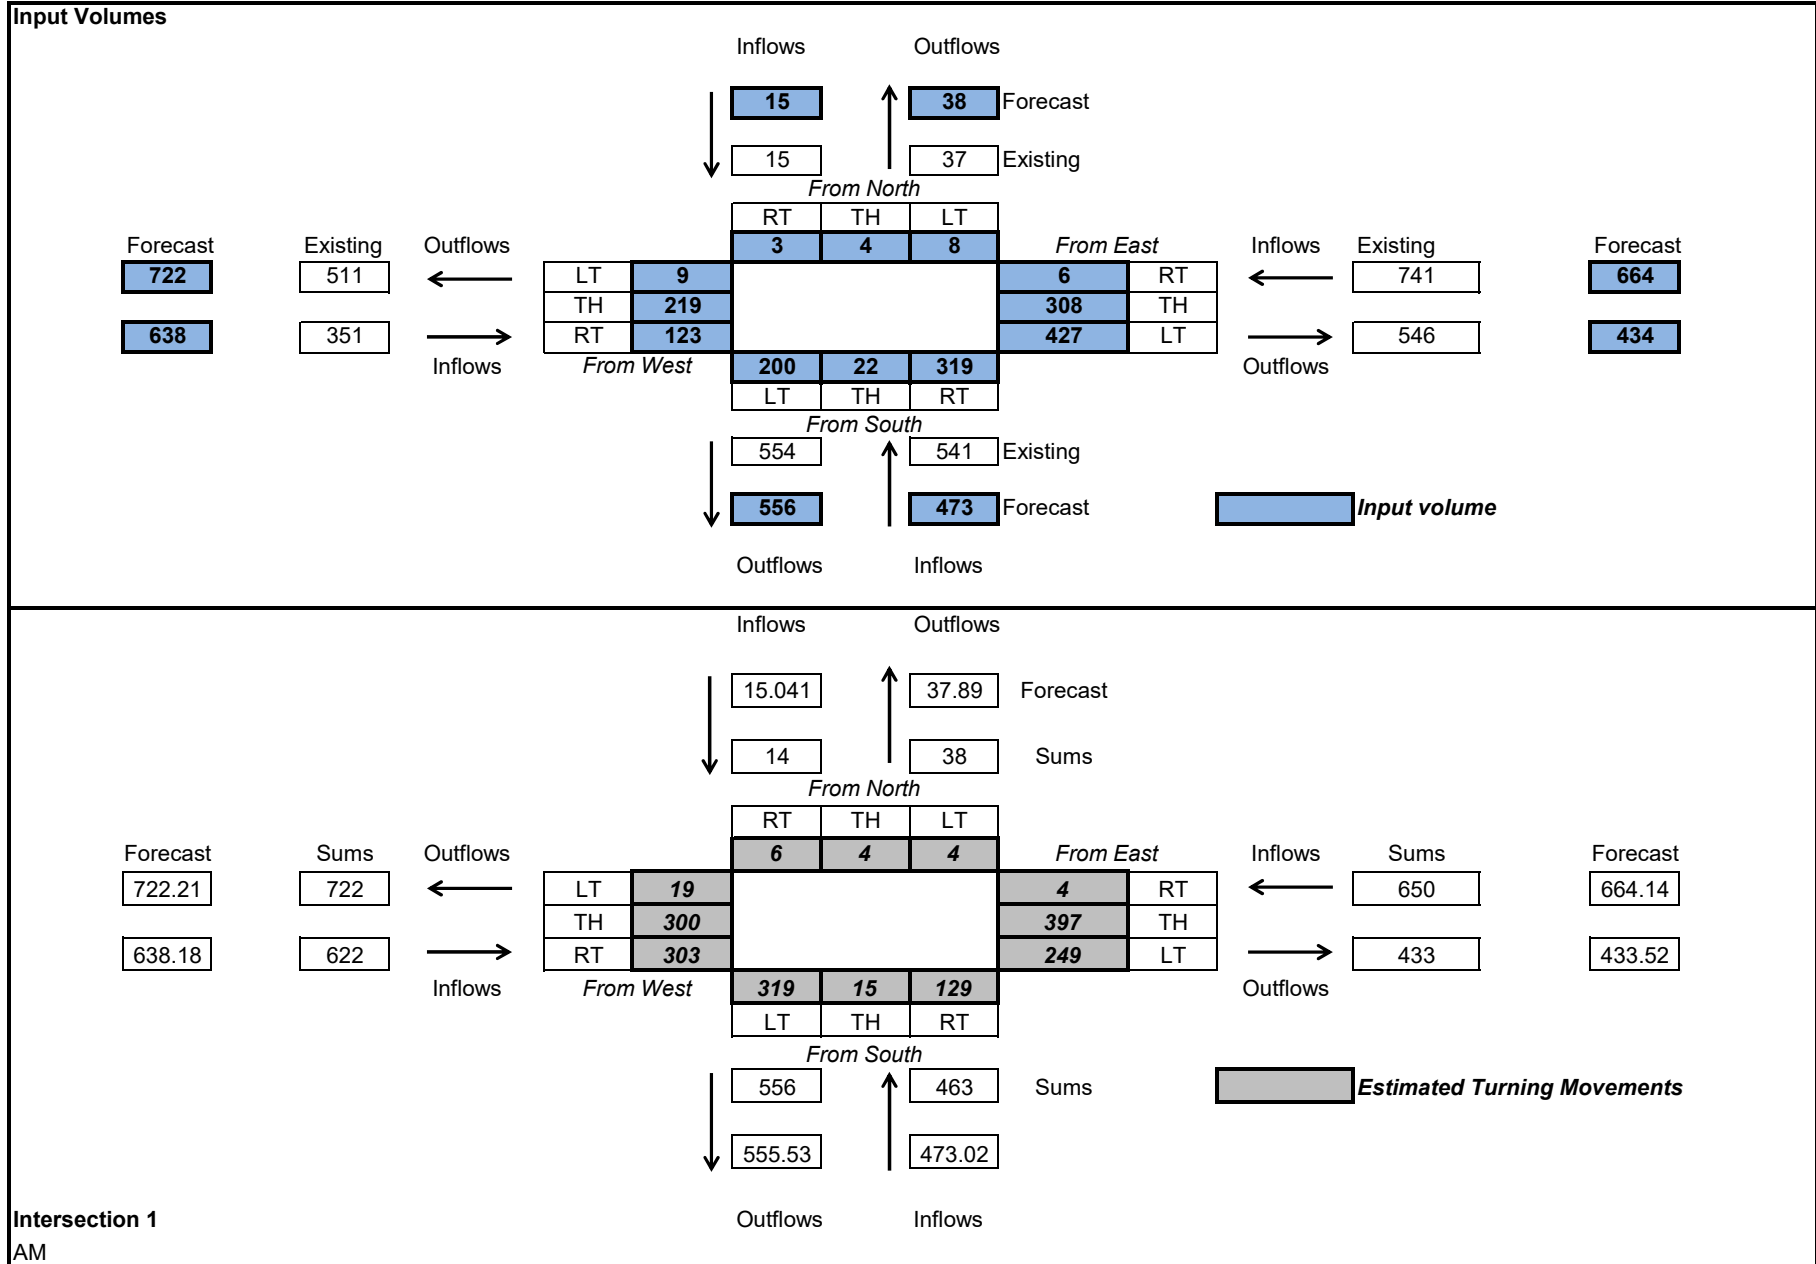 Input Volumes
Inflows Outflows
15 38 Forecast
15 37 Existing
From North
RT TH LT
Forecast Existing Outflows 3 4 8 From East Inflows Existing Forecast
722 511 LT 9 6 RT 741 664
TH 219 308 TH
638 351 RT 123 427 LT 546 434
Inflows From West 200 22 319 Outflows
LT TH RT
From South
554 541 Existing
556 473 Forecast Input volume
Outflows Inflows
Inflows Outflows
15.041 37.89 Forecast
14 38 Sums
From North
RT TH LT
Forecast Sums Outflows 6 4 4 From East Inflows Sums Forecast
722.21 722 LT 19 4 RT 650 664.14
TH 300 397 TH
638.18 622 RT 303 249 LT 433 433.52
Inflows From West 319 15 129 Outflows
LT TH RT
From South
556 463 Sums Estimated Turning Movements
555.53 473.02
Intersection 1 Outflows Inflows
AM